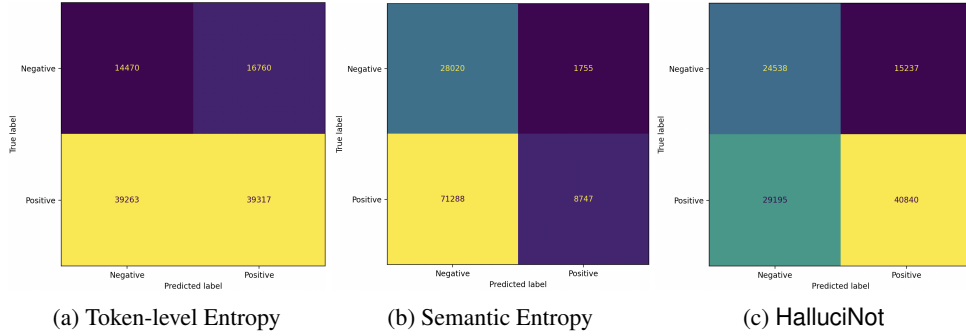 Negative
14470
16760
True label
Positive
39263
39317
Negative
Positive
Predicted label
(a) Token-level Entropy
Negative
28020
1755
True label
Positive
71288
8747
Negative
Positive
Predicted label
(b) Semantic Entropy
Negative
24538
15237
True label
Positive
29195
40840
Negative
Positive
Predicted label
(c) HalluciNot